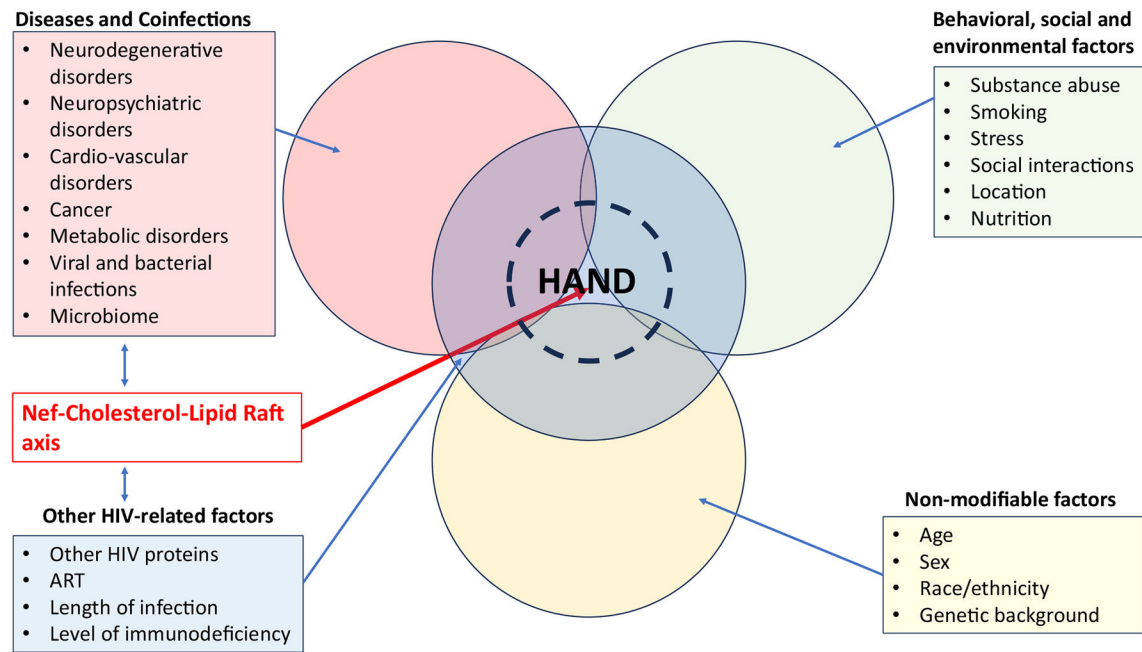 Diseases and Coinfections
• Neurodegenerative
disorders
• Neuropsychiatric
disorders
• Cardio-vascular
disorders
• Cancer
• Metabolic disorders
• Viral and bacterial
infections
• Microbiome
Nef-Cholesterol-Lipid Raft
axis
Other HIV-related factors
• Other HIV proteins
• ART
• Length of infection
• Level of immunodeficiency
HAND
Behavioral, social and
environmental factors
• Substance abuse
• Smoking
• Stress
• Social interactions
• Location
• Nutrition
Non-modifiable factors
• Age
• Sex
• Race/ethnicity
• Genetic background